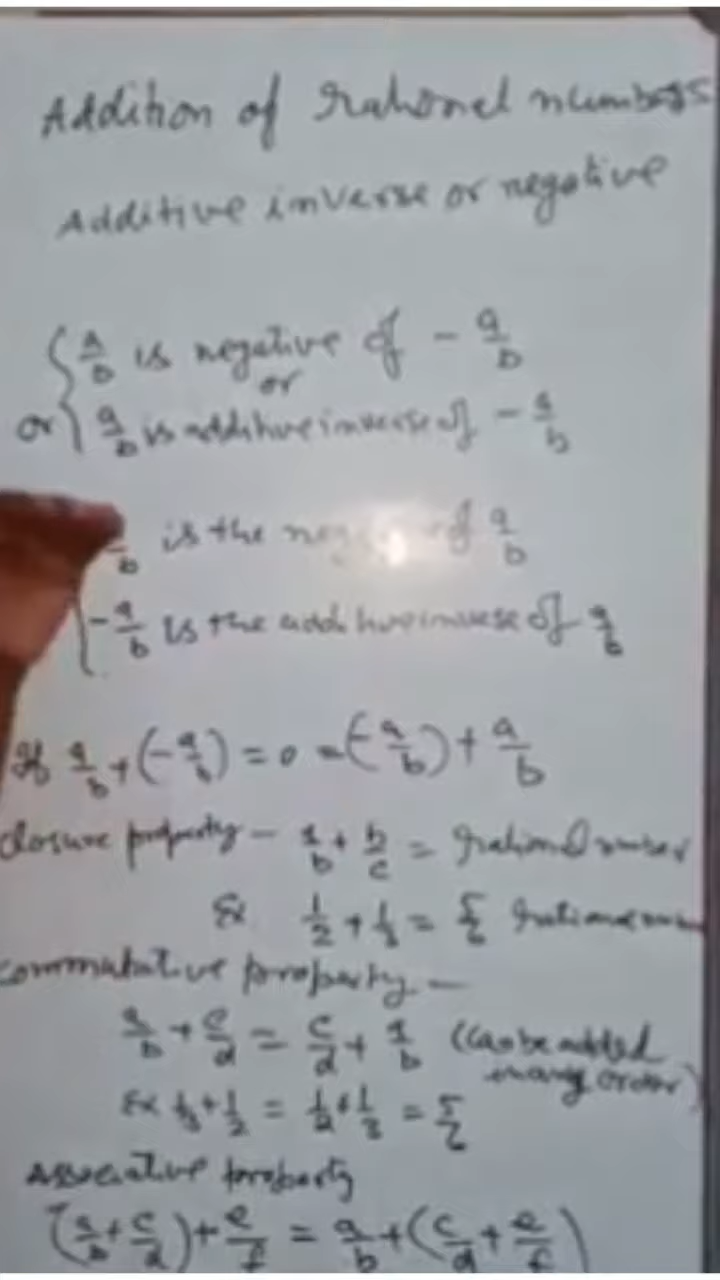 Addition of rational numbers
Additive inverse or negative
a/b is negative of - a/b
or
or a/b is additive inverse of - a/b
/b is the of a/b
- a/b is the additive inverse of a/b
If a/b + (-a/b) = 0 = (-a/b) + a/b
closure property - a/b + b/c = rational number
Ex 1/2 + 1/3 = 5/6 rational
commutative property -
a/b + c/d = c/d + a/b (can be added
in any order)
Ex 1/3 + 1/2 = 1/2 + 1/3 = 5/6
Associative property
(a/b + c/d) + e/f = a/b + (c/d + e/f)